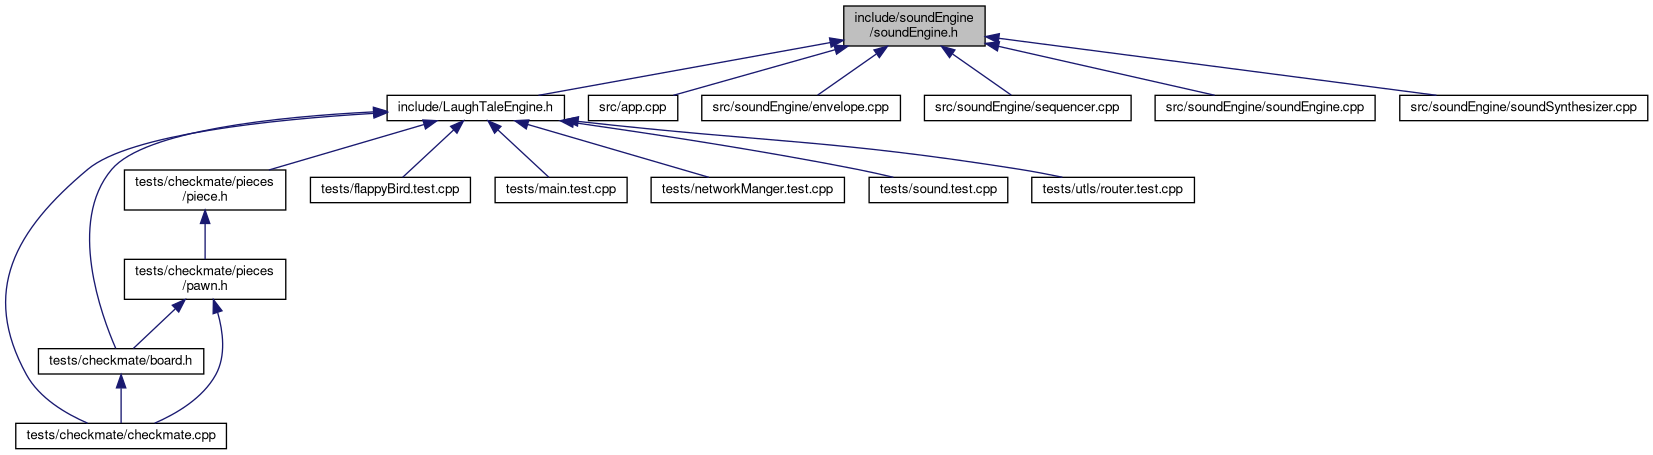 include/soundEngine
/soundEngine.h
include/LaughTaleEngine.h
src/app.cpp
src/soundEngine/envelope.cpp
src/soundEngine/sequencer.cpp
src/soundEngine/soundEngine.cpp
src/soundEngine/soundSynthesizer.cpp
tests/checkmate/pieces
/piece.h
tests/flappyBird.test.cpp
tests/main.test.cpp
tests/networkManger.test.cpp
tests/sound.test.cpp
tests/utls/router.test.cpp
tests/checkmate/pieces
/pawn.h
tests/checkmate/board.h
tests/checkmate/checkmate.cpp